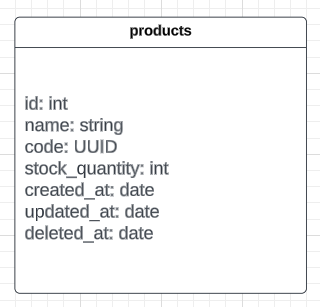 products
id: int
name: string
code: UUID
stock_quantity: int
created_at: date
updated_at: date
deleted_at: date